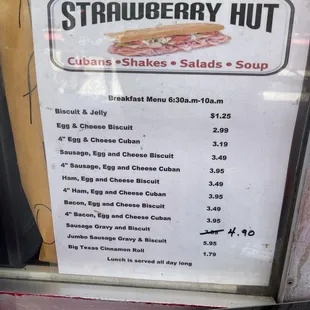 STRAWBERRY HUT
Cubans • Shakes • Salads • Soup
Breakfast Menu 6:30a.m-10a.m
Biscuit & Jelly $1.25
Egg & Cheese Biscuit 2.99
4" Egg & Cheese Cuban 3.19
Sausage, Egg and Cheese Biscuit 3.49
4" Sausage, Egg and Cheese Cuban 3.95
Ham, Egg and Cheese Biscuit 3.49
4" Ham, Egg and Cheese Cuban 3.95
Bacon, Egg and Cheese Biscuit 3.49
4" Bacon, Egg and Cheese Cuban 3.95
Sausage Gravy and Biscuit 4.90
Jumbo Sausage Gravy & Biscuit 5.95
Big Texas Cinnamon Roll 1.79
Lunch is served all day long